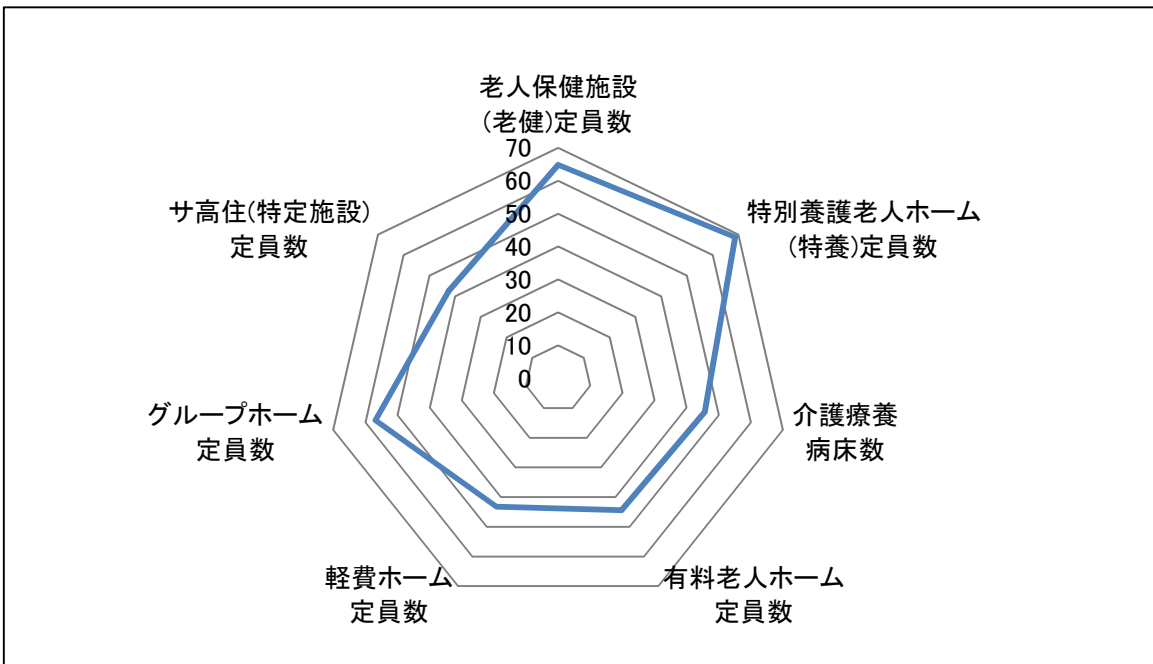 老人保健施設
(老健)定員数
特別養護老人ホーム
(特養)定員数
介護療養
病床数
有料老人ホーム
定員数
軽費ホーム
定員数
グループホーム
定員数
サ高住(特定施設)
定員数
70
60
50
40
30
20
10
0